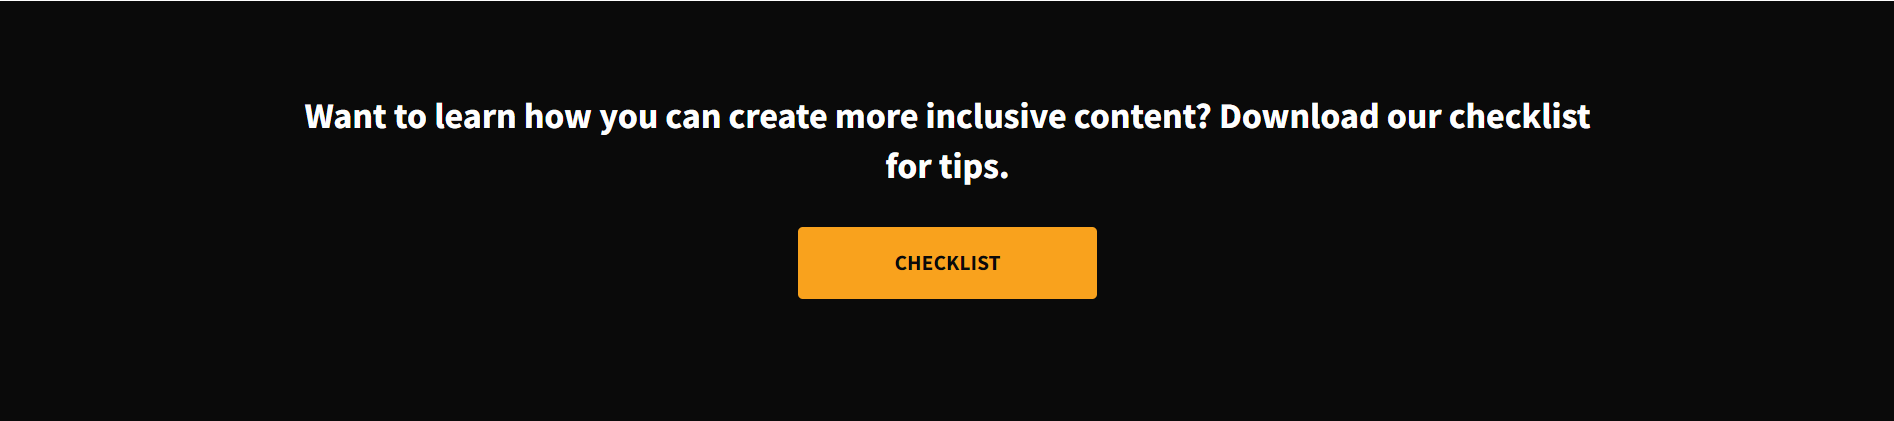 Want to learn how you can create more inclusive content? Download our checklist
for tips.
CHECKLIST